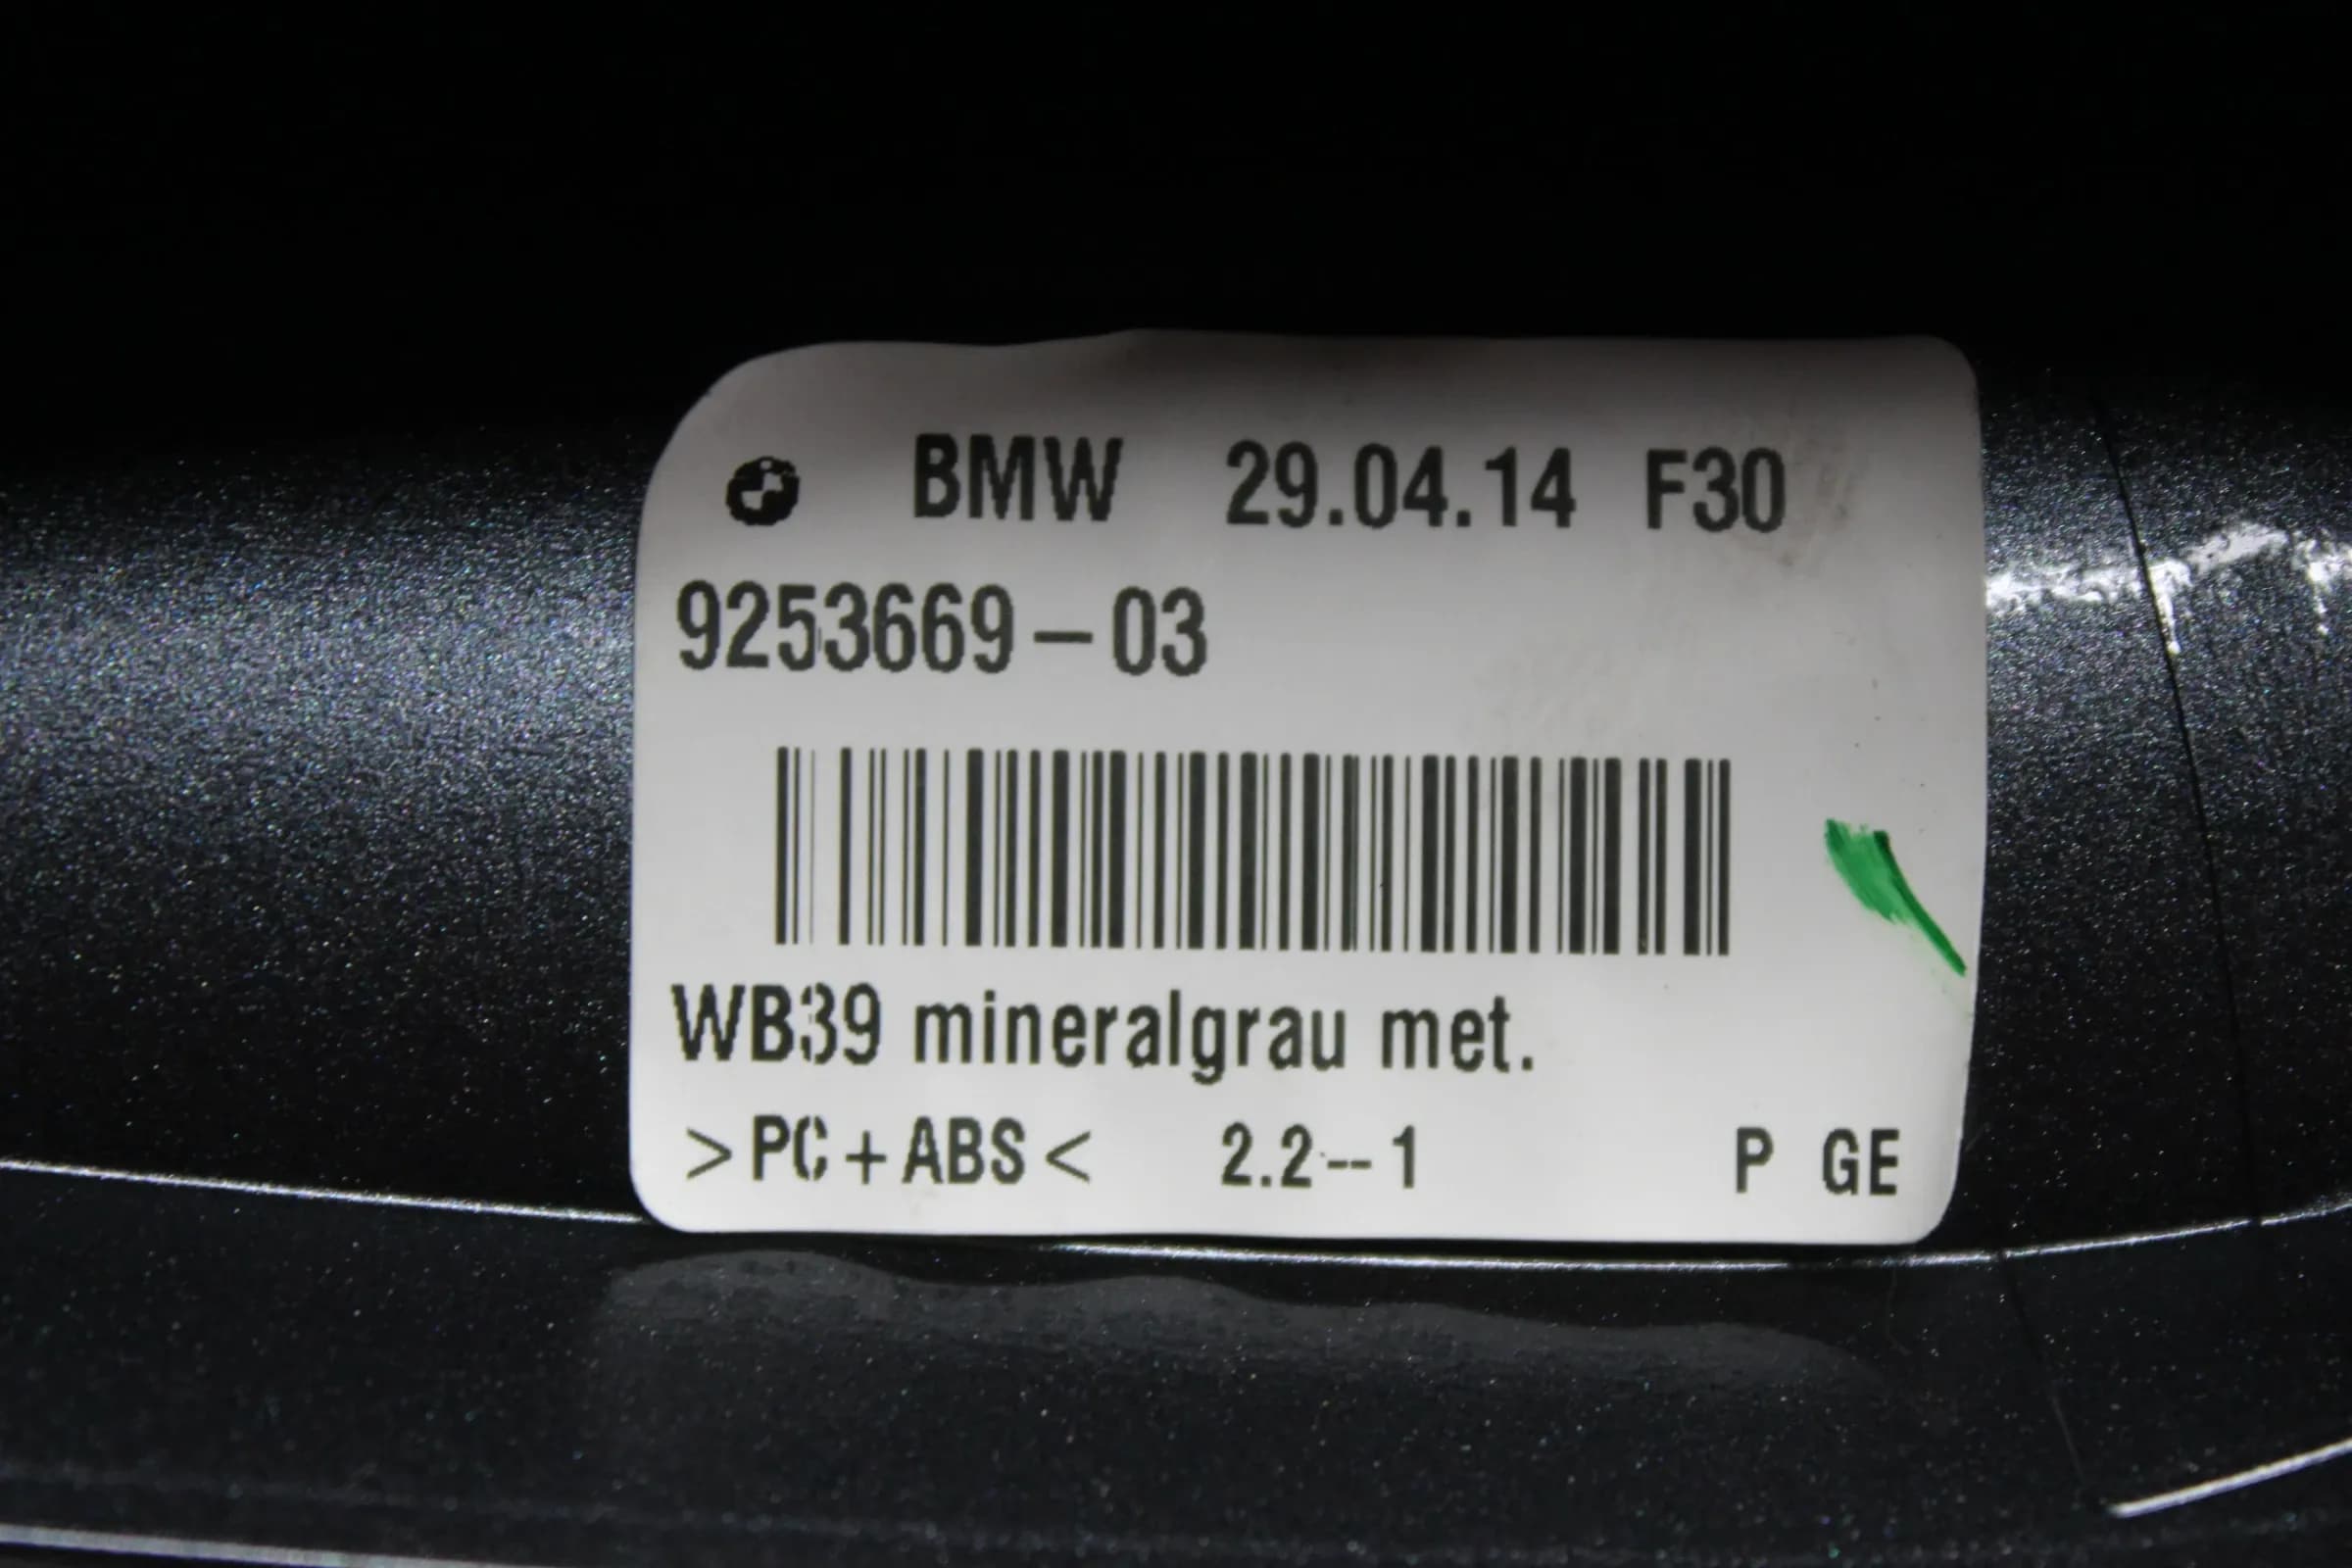 BMW 29.04.14 F30
9253669-03
WB39 mineralgrau met.
>PC+ABS< 2.2--1 P GE